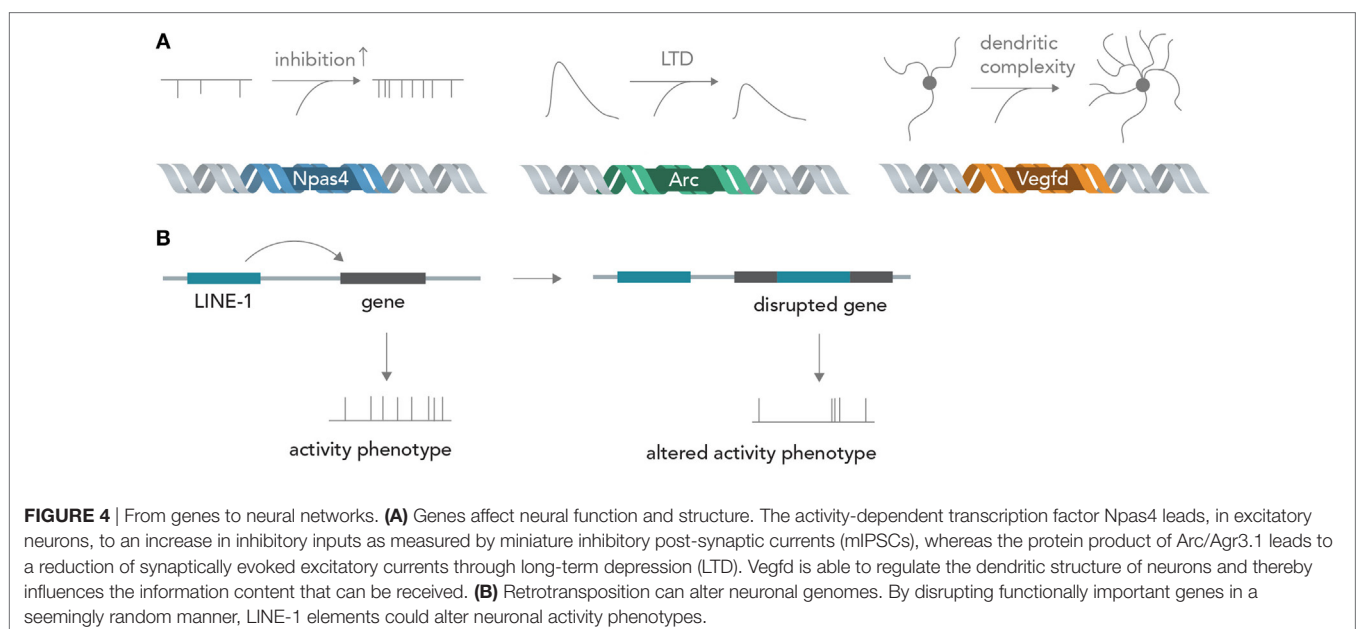 A
inhibition ↑
LTD
dendritic
complexity
Npas4
Arc
Vegfd
B
LINE-1
gene
disrupted gene
activity phenotype
altered activity phenotype
FIGURE 4 | From genes to neural networks. (A) Genes affect neural function and structure. The activity-dependent transcription factor Npas4 leads, in excitatory
neurons, to an increase in inhibitory inputs as measured by miniature inhibitory post-synaptic currents (mIPSCs), whereas the protein product of Arc/Agr3.1 leads to
a reduction of synaptically evoked excitatory currents through long-term depression (LTD). Vegfd is able to regulate the dendritic structure of neurons and thereby
influences the information content that can be received. (B) Retrotransposition can alter neuronal genomes. By disrupting functionally important genes in a
seemingly random manner, LINE-1 elements could alter neuronal activity phenotypes.